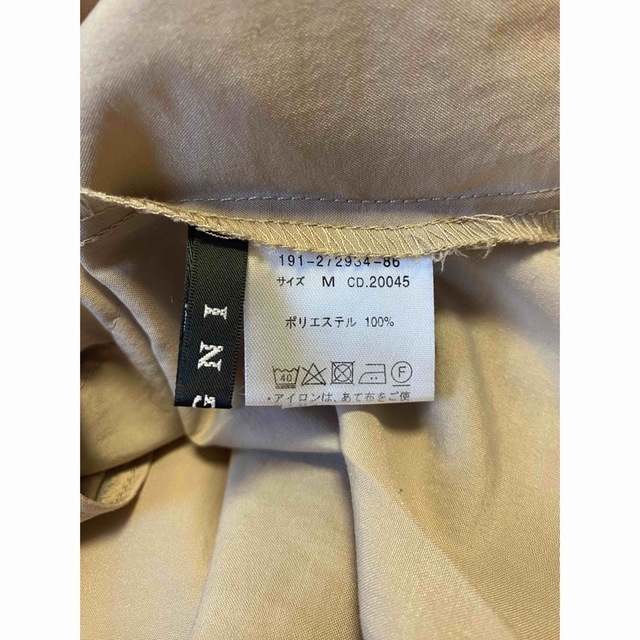 191-272934-86
サイズ M CD.20045
ポリエステル 100%
40 F
・アイロンは、あて布をご使
ING